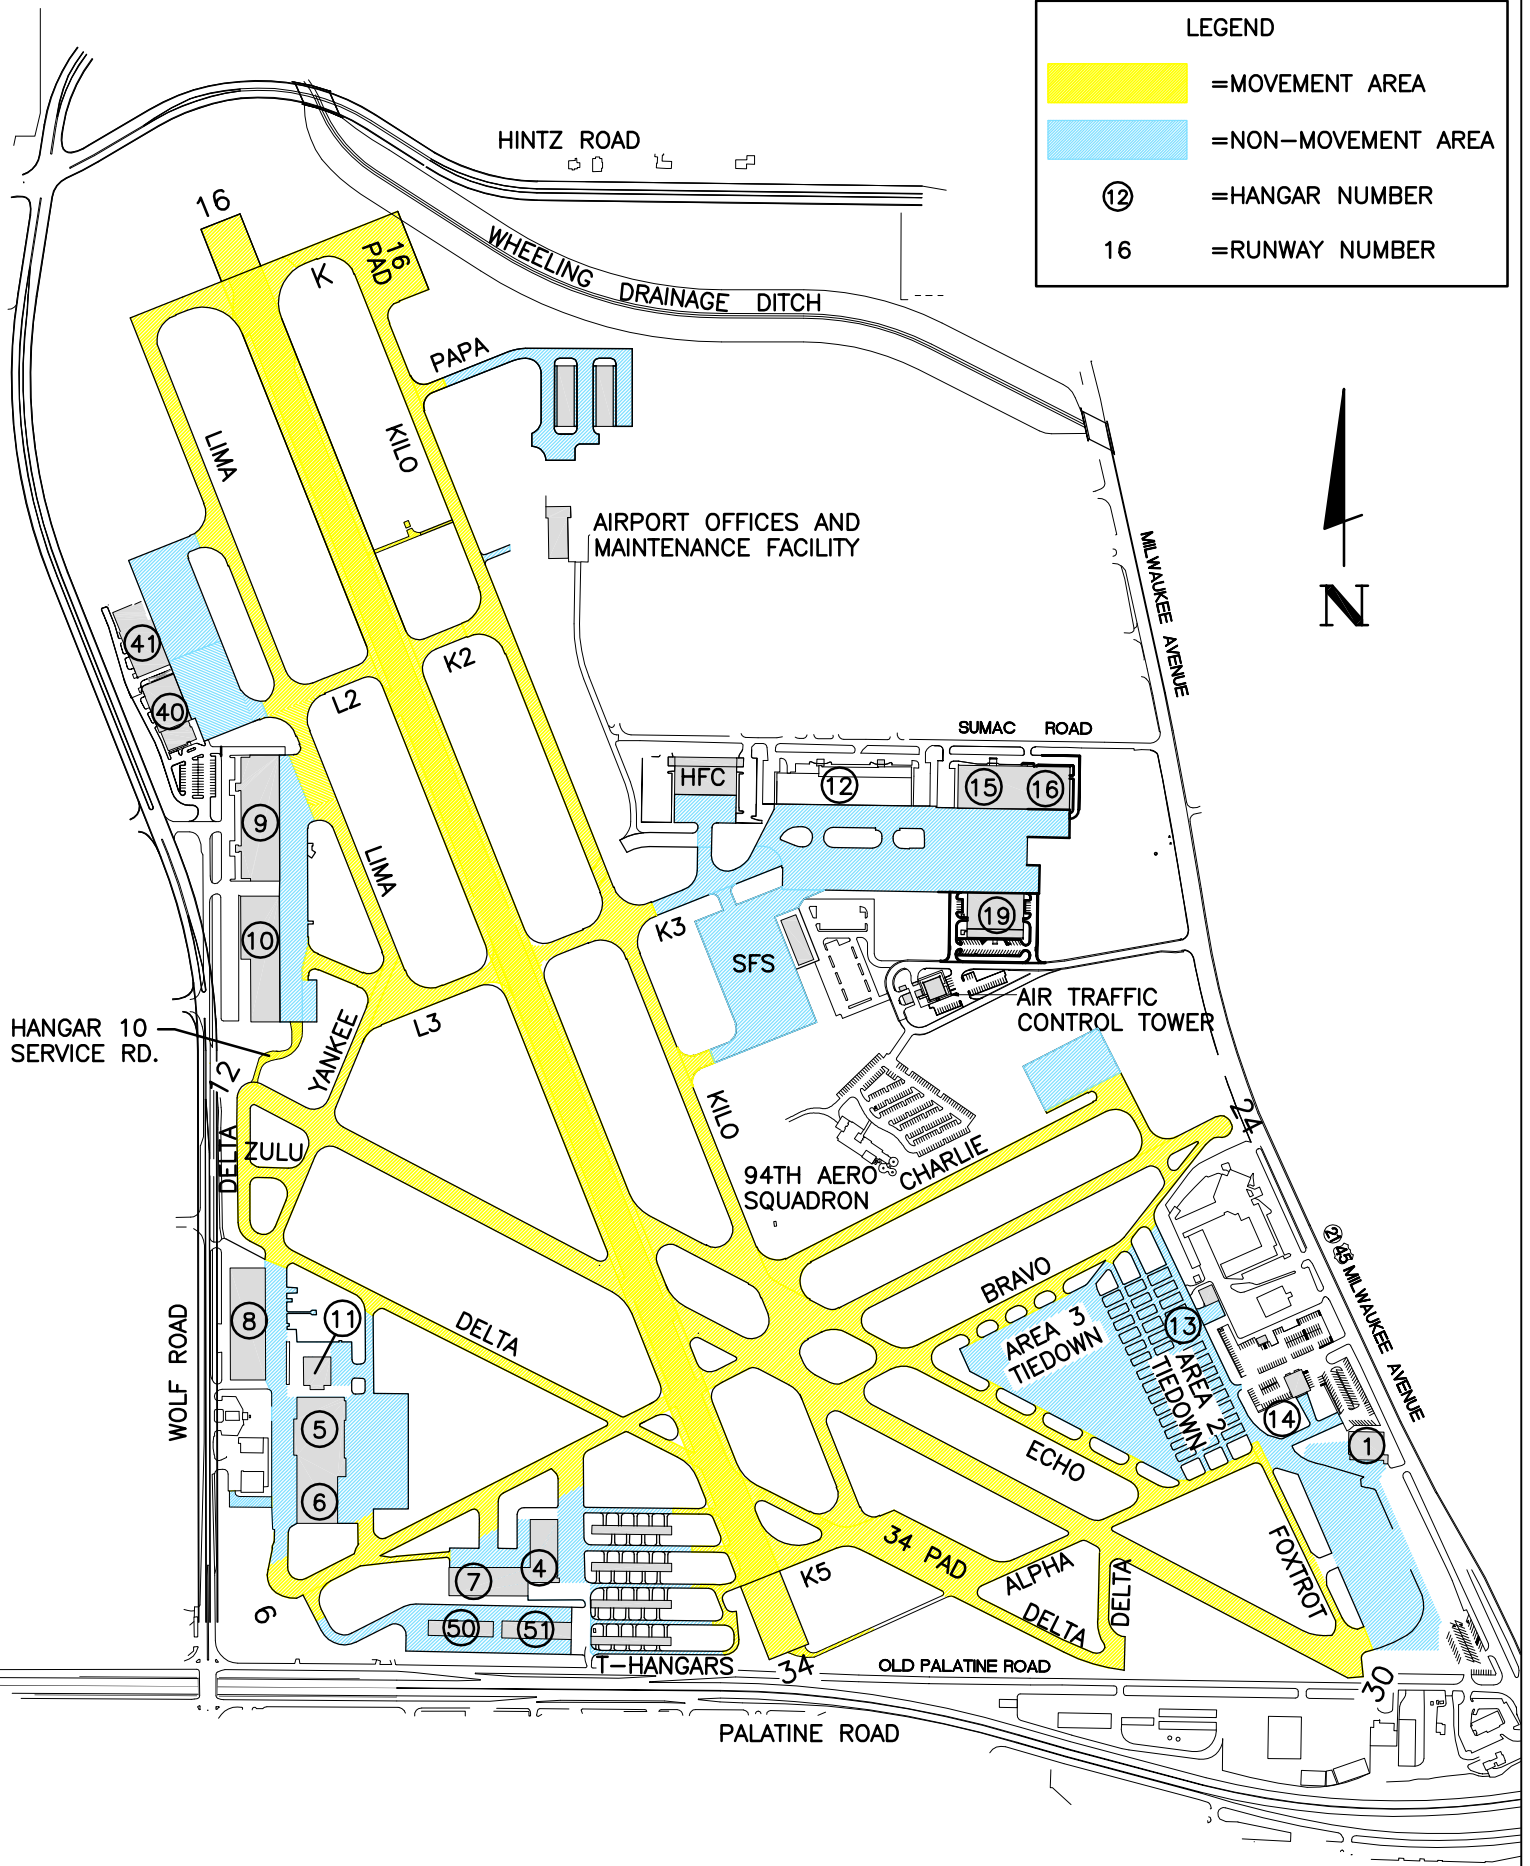 LEGEND
=MOVEMENT AREA
=NON-MOVEMENT AREA
12 =HANGAR NUMBER
16 =RUNWAY NUMBER
HINTZ ROAD
16
16
PAD
K
WHEELING DRAINAGE DITCH
PAPA
LIMA
KILO
AIRPORT OFFICES AND
MAINTENANCE FACILITY
MILWAUKEE AVENUE
N
41
40
K2
L2
SUMAC ROAD
HFC
12
15
16
9
LIMA
10
K3
19
SFS
AIR TRAFFIC
CONTROL TOWER
HANGAR 10
SERVICE RD.
L3
YANKEE
12
KILO
24
DELTA
ZULU
94TH AERO
SQUADRON
CHARLIE
21 45 MILWAUKEE AVENUE
BRAVO
WOLF ROAD
8
11
DELTA
13
AREA 3
TIEDOWN
AREA 2
TIEDOWN
5
14
1
ECHO
6
34 PAD
4
7
K5
ALPHA
DELTA
DELTA
FOXTROT
6
50
51
T-HANGARS
34
OLD PALATINE ROAD
30
PALATINE ROAD